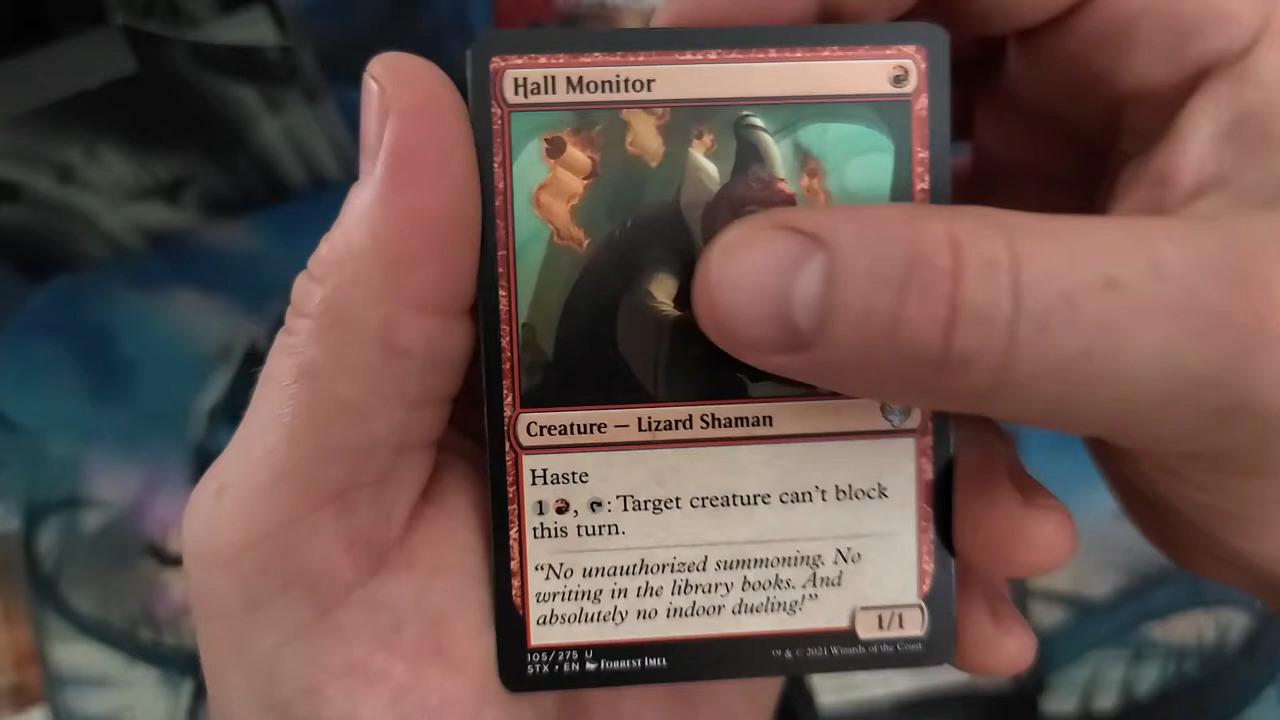 Hall Monitor
Creature — Lizard Shaman
Haste
1 , : Target creature can't block
this turn.
“No unauthorized summoning. No
writing in the library books. And
absolutely no indoor dueling!”
1/1
105/275 U
STX • EN Forrest Imel
™ & © 2021 Wizards of the Coast